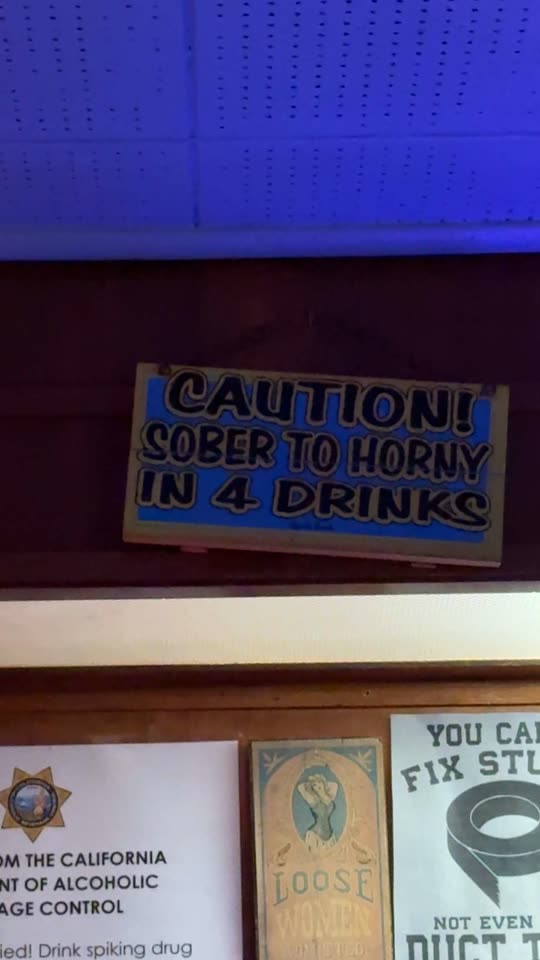 CAUTION!
SOBER TO HORNY
IN 4 DRINKS
OM THE CALIFORNIA
NT OF ALCOHOLIC
AGE CONTROL
ied! Drink spiking drug
LOOSE
WOMEN
YOU CA
FIX STU
NOT EVEN
DUCT T